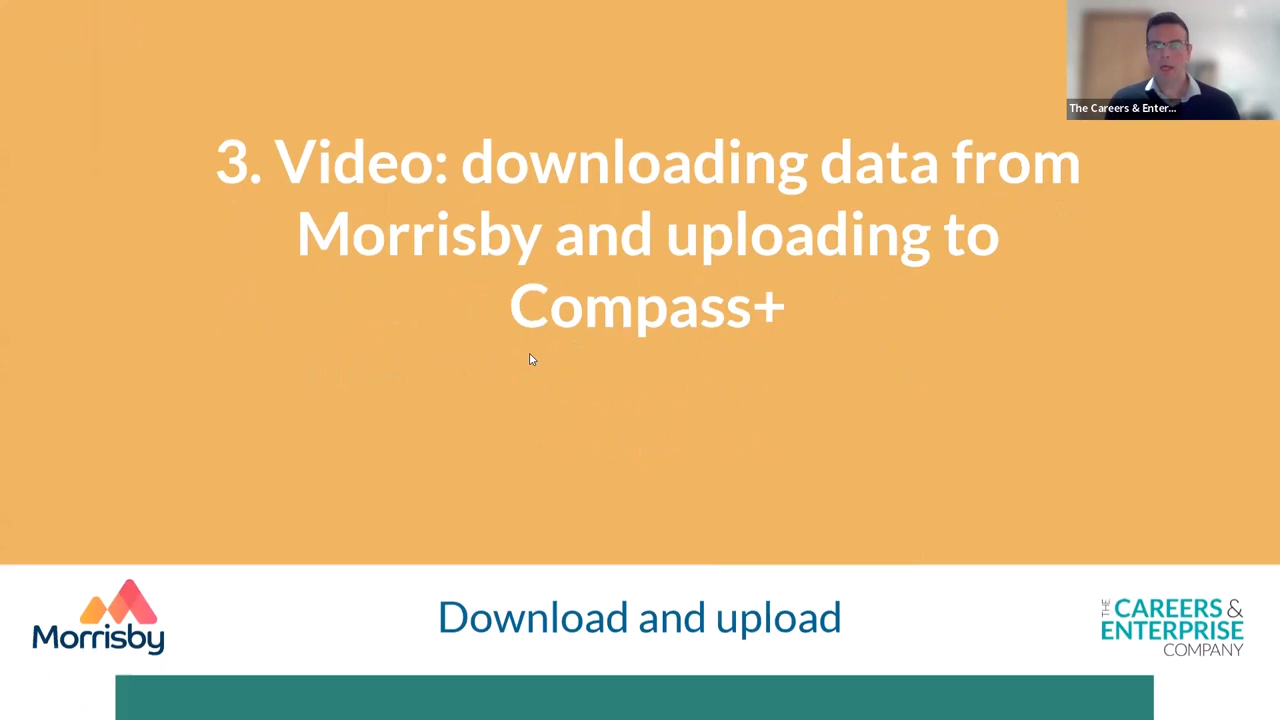 The Careers & Enter...
3. Video: downloading data from
Morrisby and uploading to
Compass+
Morrisby
Download and upload
THE CAREERS &
ENTERPRISE
COMPANY